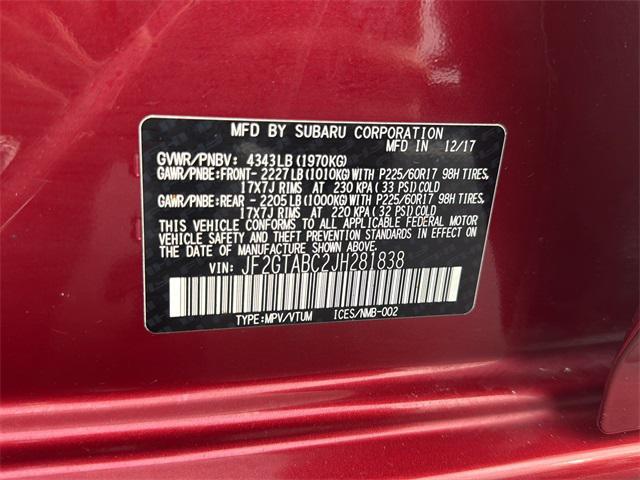 MFD BY SUBARU CORPORATION
MFD IN 12/17
GVWR/PNBV: 4343LB(1970KG)
GAWR/PNBE:FRONT- 2227LB(1010KG)WITH P225/60R17 98H TIRES,
17X7J RIMS AT 230 KPA(33 PSI)COLD
GAWR/PNBE:REAR - 2205LB(1000KG)WITH P225/60R17 98H TIRES,
17X7J RIMS AT 220 KPA(32 PSI)COLD
THIS VEHICLE CONFORMS TO ALL APPLICABLE FEDERAL MOTOR
VEHICLE SAFETY AND THEFT PREVENTION STANDARDS IN EFFECT ON
THE DATE OF MANUFACTURE SHOWN ABOVE.
VIN: JF2GTABC2JH281838
TYPE:MPV/VTUM ICES/NMB-002